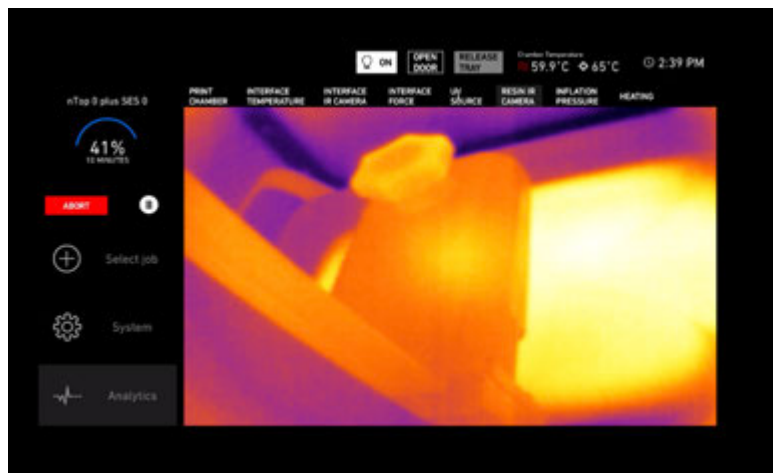 ON
OPEN
DOOR
RELEASE
TRAY
Chamber Temperature
59.9°C 65°C
2:39 PM
nTop 0 plus SES 0
PRINT
CHAMBER
INTERFACE
TEMPERATURE
INTERFACE
IR CAMERA
INTERFACE
FORCE
UV
SOURCE
RESIN IR
CAMERA
INFLATION
PRESSURE
HEATING
41%
10 MINUTES
ABORT
Select job
System
Analytics